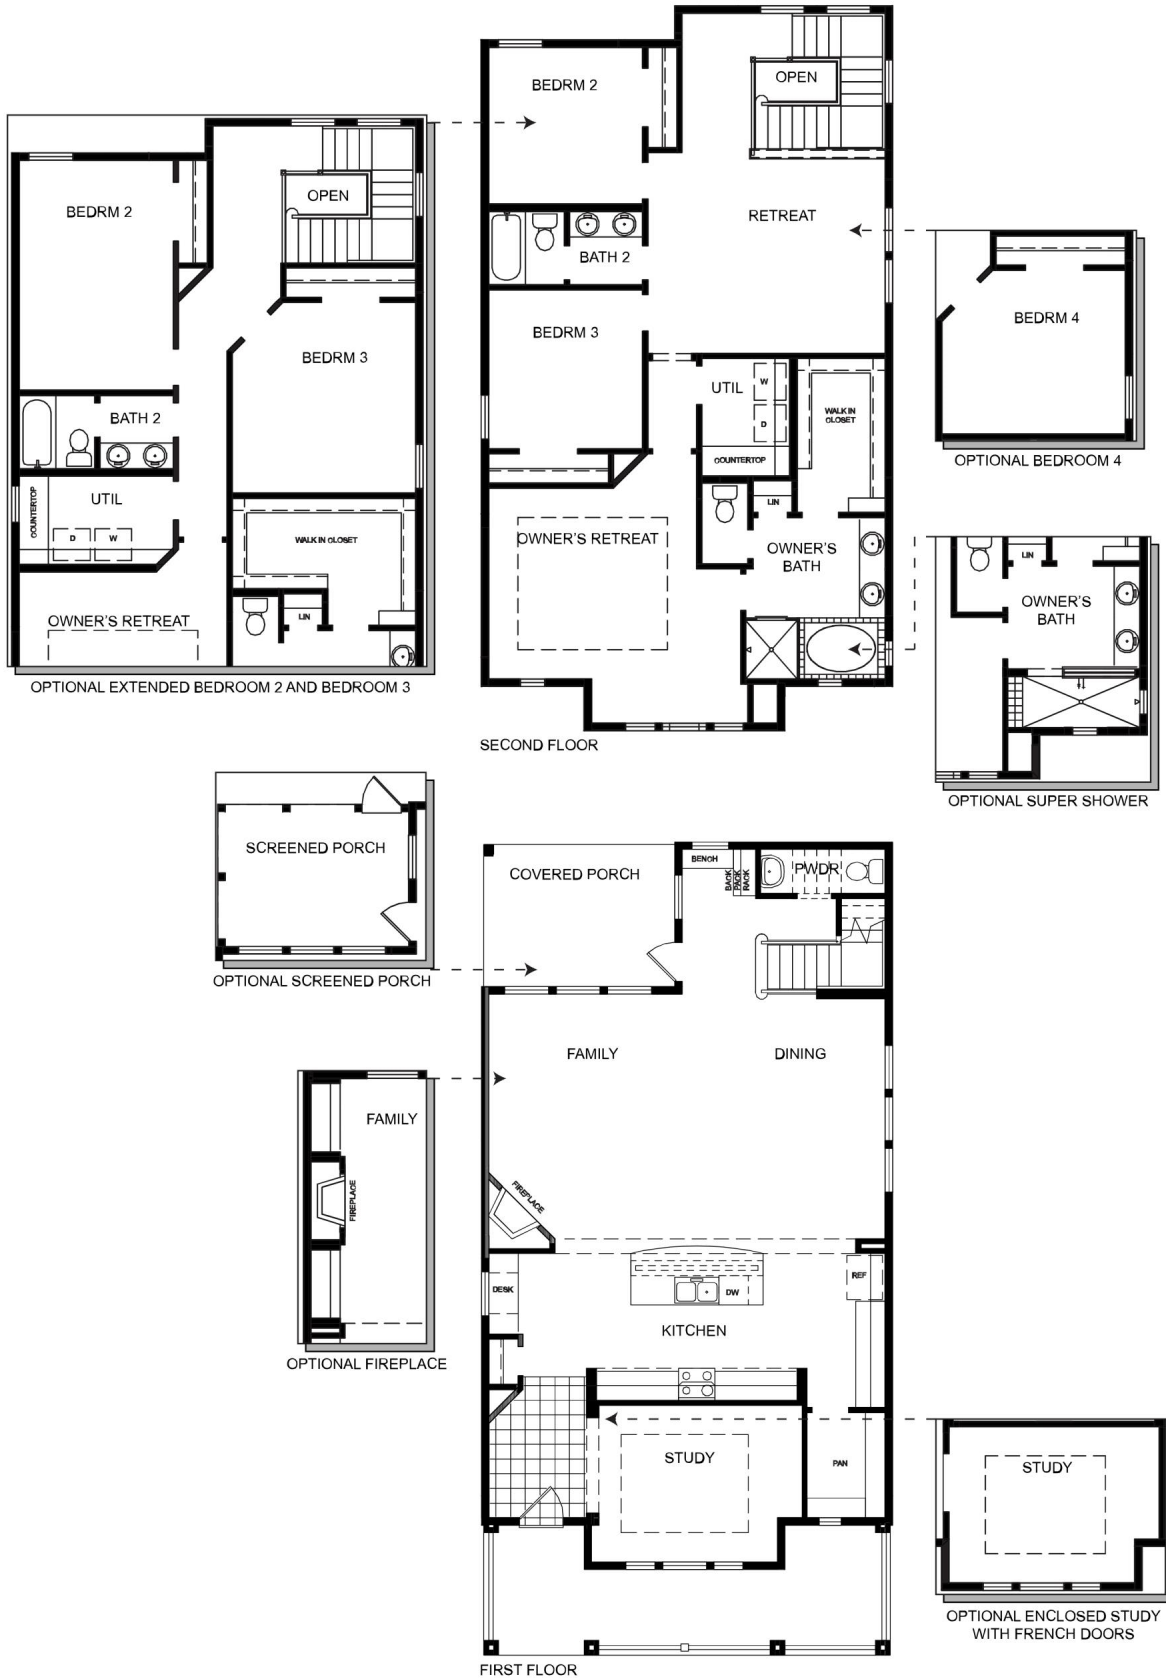 BEDRM 2
OPEN
BEDRM 3
BATH 2
COUNTERTOP
UTIL
D
W
WALK IN CLOSET
OWNER'S RETREAT
LIN
OPTIONAL EXTENDED BEDROOM 2 AND BEDROOM 3
BEDRM 2
OPEN
RETREAT
BATH 2
BEDRM 3
UTIL
W
D
WALK IN
CLOSET
COUNTERTOP
LIN
OWNER'S RETREAT
OWNER'S
BATH
SECOND FLOOR
BEDRM 4
OPTIONAL BEDROOM 4
LIN
OWNER'S
BATH
OPTIONAL SUPER SHOWER
SCREENED PORCH
OPTIONAL SCREENED PORCH
FAMILY
FIREPLACE
OPTIONAL FIREPLACE
COVERED PORCH
BENCH
BACK
PACK
RACK
PWDR
FAMILY
DINING
FIREPLACE
DESK
DW
REF
KITCHEN
STUDY
PAN
FIRST FLOOR
STUDY
OPTIONAL ENCLOSED STUDY
WITH FRENCH DOORS